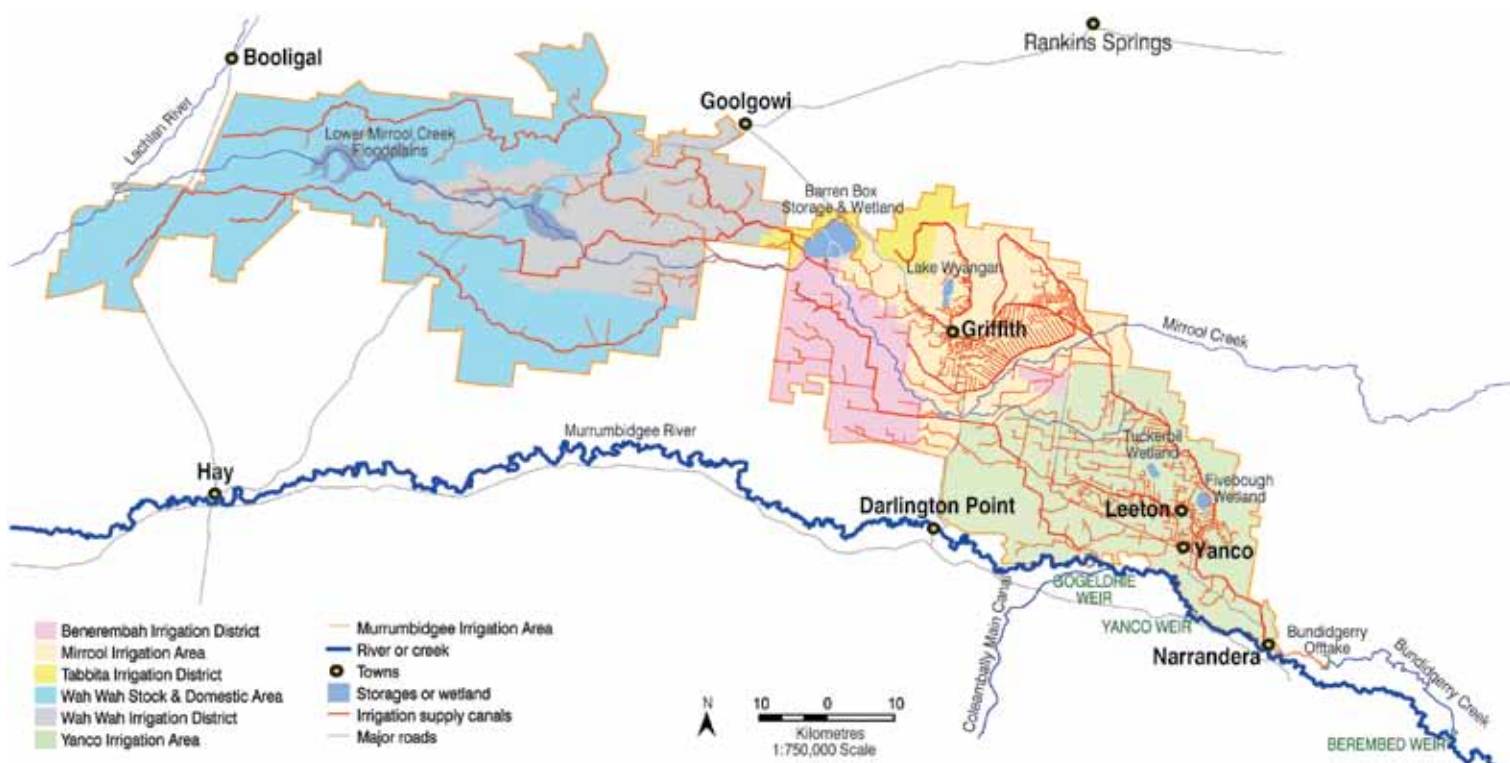 Rankins Springs
Booligal
Goolgowi
Lachlan River
Lower Mirrool Creek
Floodplains
Barren Box
Storage & Wetland
Lake Wyangan
Griffith
Mirrool Creek
Murrumbidgee River
Tuckerbil
Wetland
Hay
Fivebough
Wetland
Darlington Point
Leeton
Yanco
GOGELDRIE
WEIR
Coleambally Main Canal
YANCO WEIR
Bundidgerry
Offtake
Narrandera
Bundidgerry Creek
BEREMBED WEIR
Benerembah Irrigation District
Mirrool Irrigation Area
Tabbita Irrigation District
Wah Wah Stock & Domestic Area
Wah Wah Irrigation District
Yanco Irrigation Area
Murrumbidgee Irrigation Area
River or creek
Towns
Storages or wetland
Irrigation supply canals
Major roads
N
10 0 10
Kilometres
1:750,000 Scale